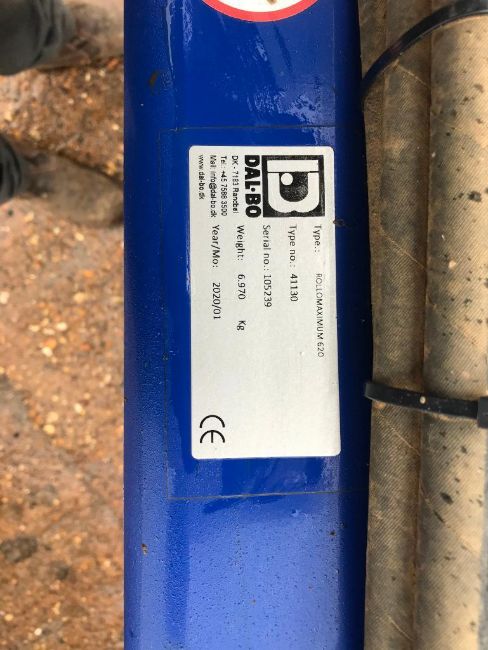 DAL-BO
DK - 7183 Randbøl
Tel.: +45 7588 3500
Mail: info@dal-bo.dk
www.dal-bo.dk
Type.: ROLLOMAXIMUM 620
Type no.: 41130
Serial no.: 105239
Weight: 6.970 Kg
Year/Mo: 2020/01
CE